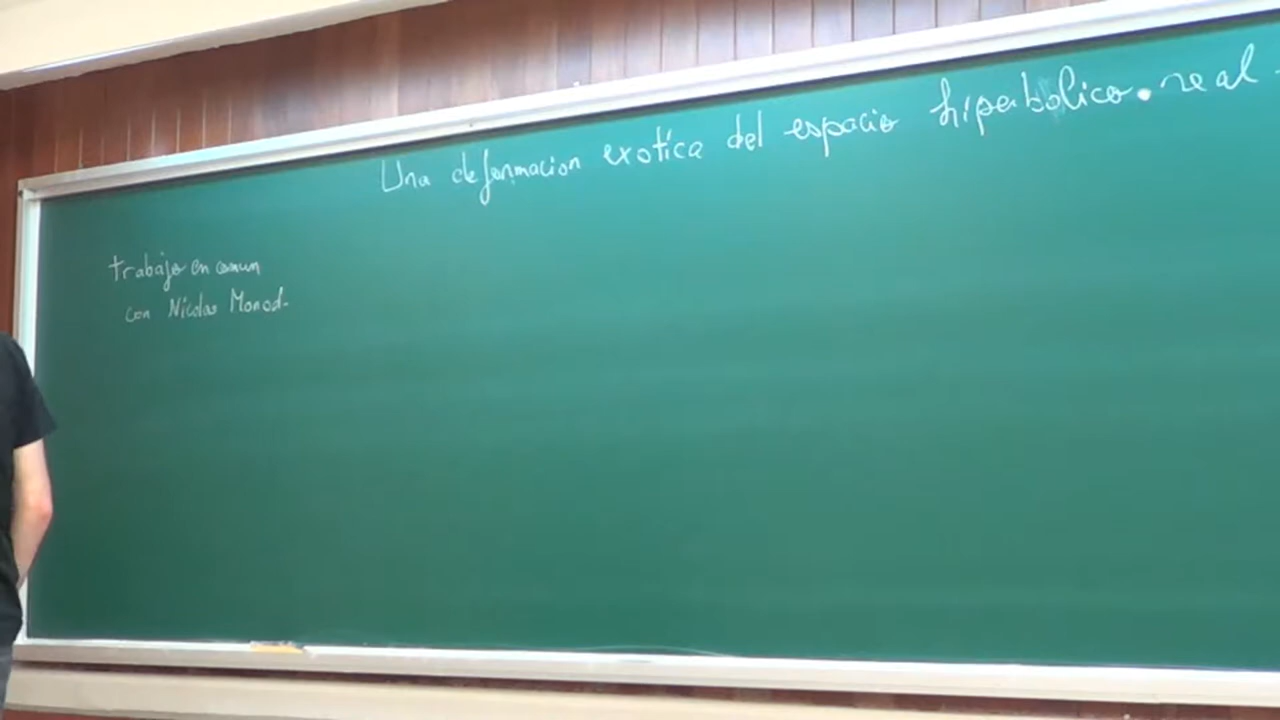 Una deformacion exotica del espacio hiperbolico real
trabajo en comun
con Nicolas Monod.